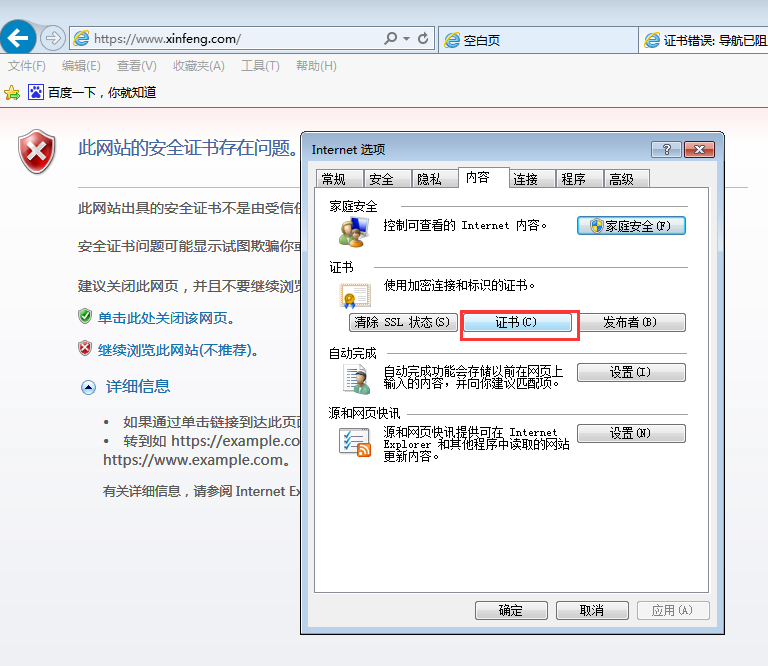 https://www.xinfeng.com/
空白页
证书错误: 导航已阻
文件(F) 编辑(E) 查看(V) 收藏夹(A) 工具(T) 帮助(H)
百度一下，你就知道
此网站的安全证书存在问题。
此网站出具的安全证书不是由受信任
安全证书问题可能显示试图欺骗你或
建议关闭此网页，并且不要继续浏览
单击此处关闭该网页。
继续浏览此网站(不推荐)。
详细信息
• 如果通过单击链接到达此页面
• 转到如 https://example.co
https://www.example.com。
有关详细信息，请参阅 Internet Ex
Internet 选项
?
常规 安全 隐私 内容 连接 程序 高级
家庭安全
控制可查看的 Internet 内容。
家庭安全(F)
证书
使用加密连接和标识的证书。
清除 SSL 状态(S) 证书(C) 发布者(B)
自动完成
自动完成功能会存储以前在网页上
输入的内容，并向你建议匹配项。
设置(I)
源和网页快讯
源和网页快讯提供可在 Internet
Explorer 和其他程序中读取的网站
更新内容。
设置(N)
确定 取消 应用(A)